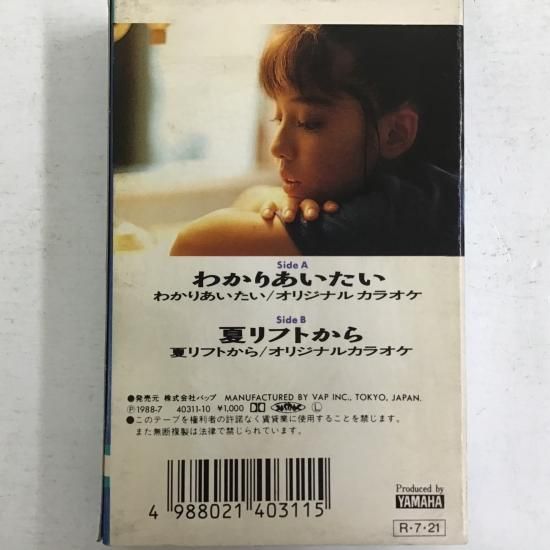 Side A
わかりあいたい
わかりあいたい/オリジナル カラオケ
Side B
夏リフトから
夏リフトから/オリジナルカラオケ
●発売元 株式会社バップ MANUFACTURED BY VAP INC., TOKYO, JAPAN.
Ⓟ1988-7 40311-10 ¥1,000 Ⓛ
●このテープを権利者の許諾なく賃貸業に使用することを禁じます。
また無断複製は法律で禁じられています。
4 988021 403115
Produced by
YAMAHA
R・7・21